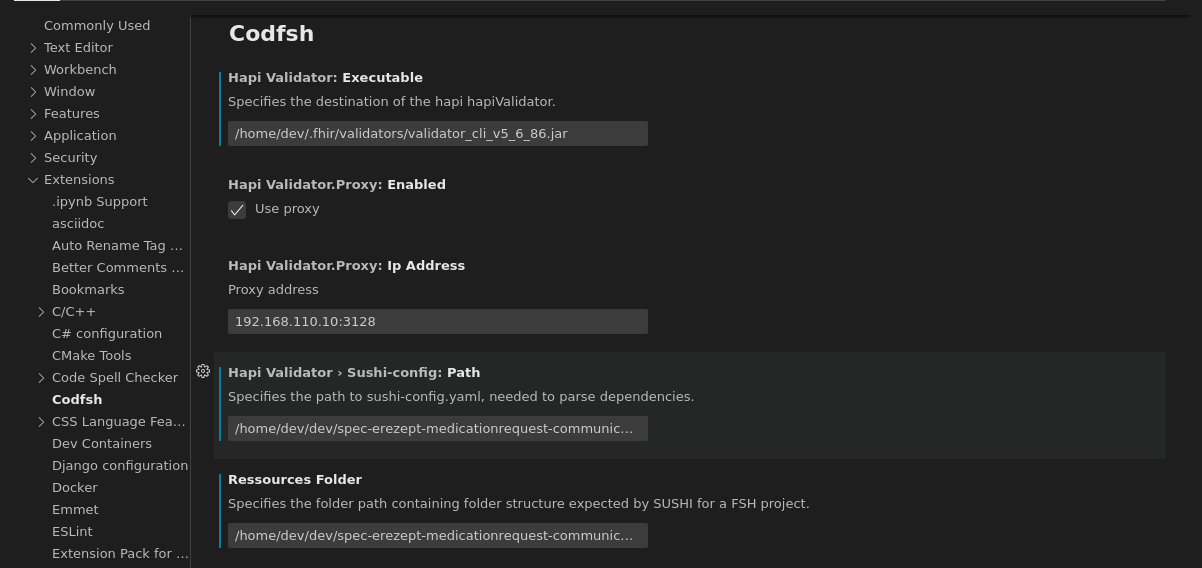 Commonly Used
Text Editor
Workbench
Window
Features
Application
Security
Extensions
.ipynb Support
asciidoc
Auto Rename Tag ...
Better Comments ...
Bookmarks
C/C++
C# configuration
CMake Tools
Code Spell Checker
Codfsh
CSS Language Fea...
Dev Containers
Django configuration
Docker
Emmet
ESLint
Extension Pack for ...
Codfsh
Hapi Validator: Executable
Specifies the destination of the hapi hapiValidator.
/home/dev/.fhir/validators/validator_cli_v5_6_86.jar
Hapi Validator.Proxy: Enabled
Use proxy
Hapi Validator.Proxy: Ip Address
Proxy address
192.168.110.10:3128
Hapi Validator › Sushi-config: Path
Specifies the path to sushi-config.yaml, needed to parse dependencies.
/home/dev/dev/spec-erezept-medicationrequest-communic...
Ressources Folder
Specifies the folder path containing folder structure expected by SUSHI for a FSH project.
/home/dev/dev/spec-erezept-medicationrequest-communic...